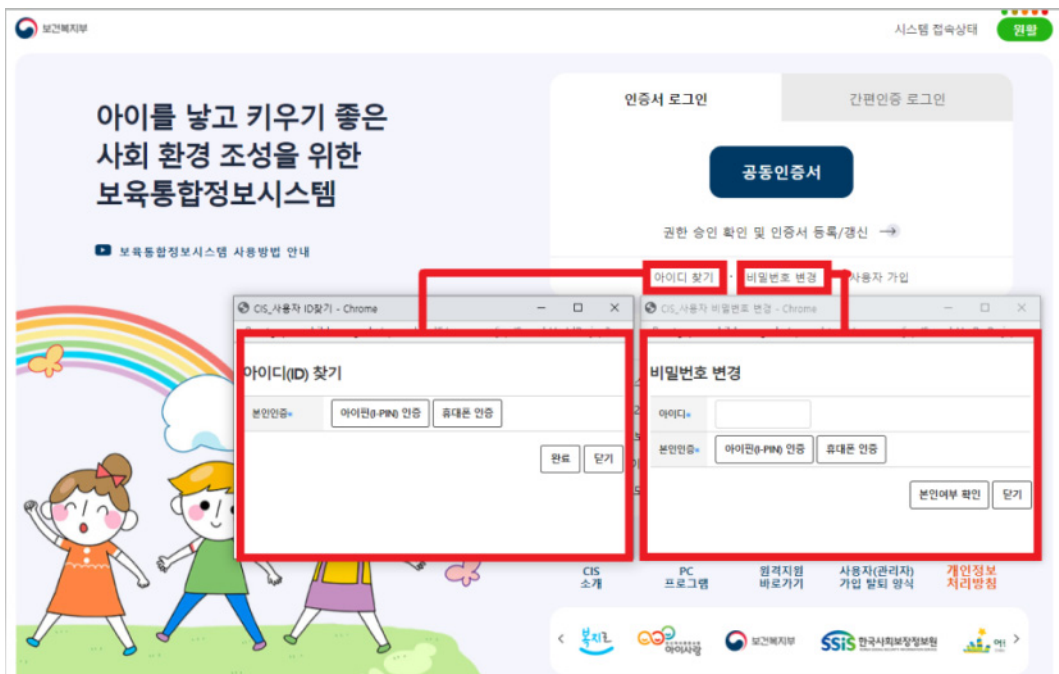 보건복지부
시스템 접속상태
원활
아이를 낳고 키우기 좋은
사회 환경 조성을 위한
보육통합정보시스템
보육통합정보시스템 사용방법 안내
인증서 로그인
간편인증 로그인
공동인증서
권한 승인 확인 및 인증서 등록/갱신 →
아이디 찾기 · 비밀번호 변경 사용자 가입
CIS_사용자 ID찾기 - Chrome
아이디(ID) 찾기
본인인증
아이핀(I-PIN) 인증
휴대폰 인증
완료
닫기
CIS_사용자 비밀번호 변경 - Chrome
비밀번호 변경
아이디
본인인증
아이핀(I-PIN) 인증
휴대폰 인증
본인여부 확인
닫기
CIS
소개
PC
프로그램
원격지원
바로가기
사용자(관리자)
가입 탈퇴 양식
개인정보
처리방침
복지로
아이사랑
보건복지부
SSiS 한국사회보장정보원